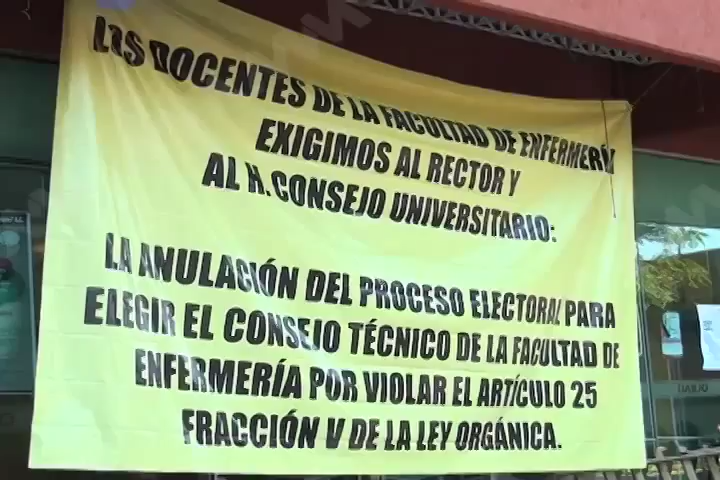 LOS DOCENTES DE LA FACULTAD DE ENFERMERÍA
EXIGIMOS AL RECTOR Y
AL H. CONSEJO UNIVERSITARIO:
LA ANULACIÓN DEL PROCESO ELECTORAL PARA
ELEGIR EL CONSEJO TÉCNICO DE LA FACULTAD DE
ENFERMERÍA POR VIOLAR EL ARTÍCULO 25
FRACCIÓN V DE LA LEY ORGÁNICA.